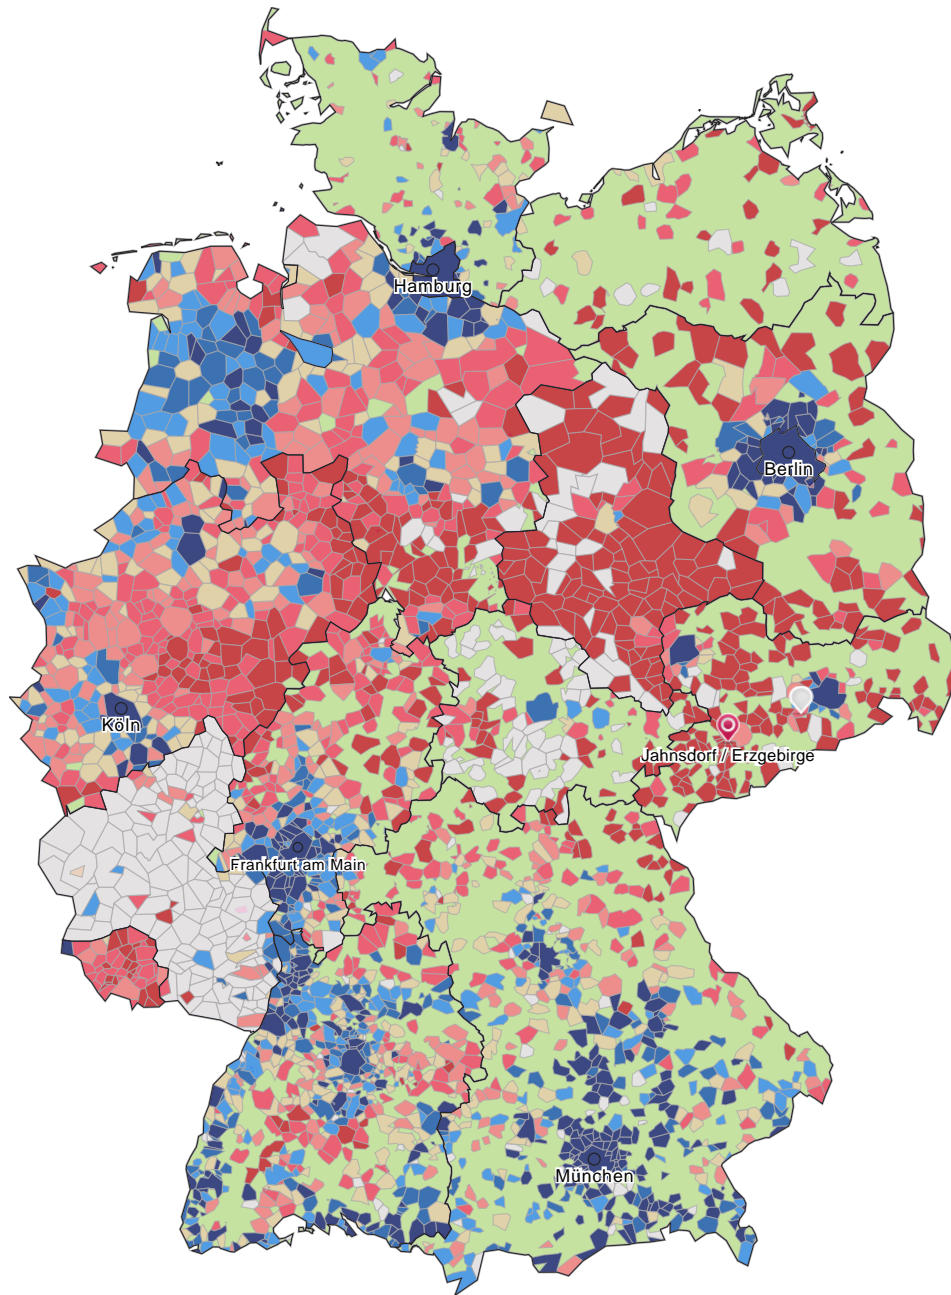 Hamburg
Berlin
Köln
Jahnsdorf / Erzgebirge
Frankfurt am Main
München